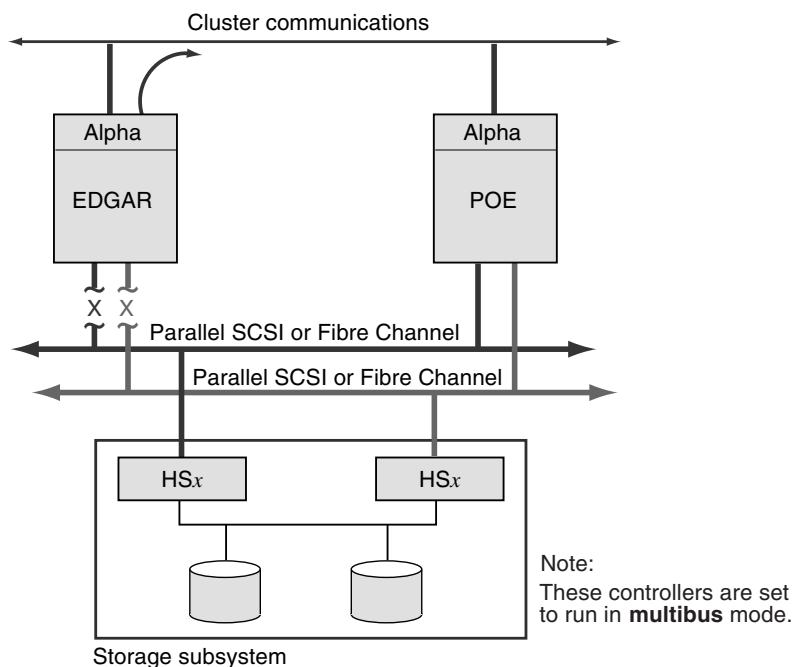 Cluster communications
Alpha
EDGAR
Alpha
POE
X X
Parallel SCSI or Fibre Channel
Parallel SCSI or Fibre Channel
HSx
HSx
Note:
These controllers are set
to run in multibus mode.
Storage subsystem